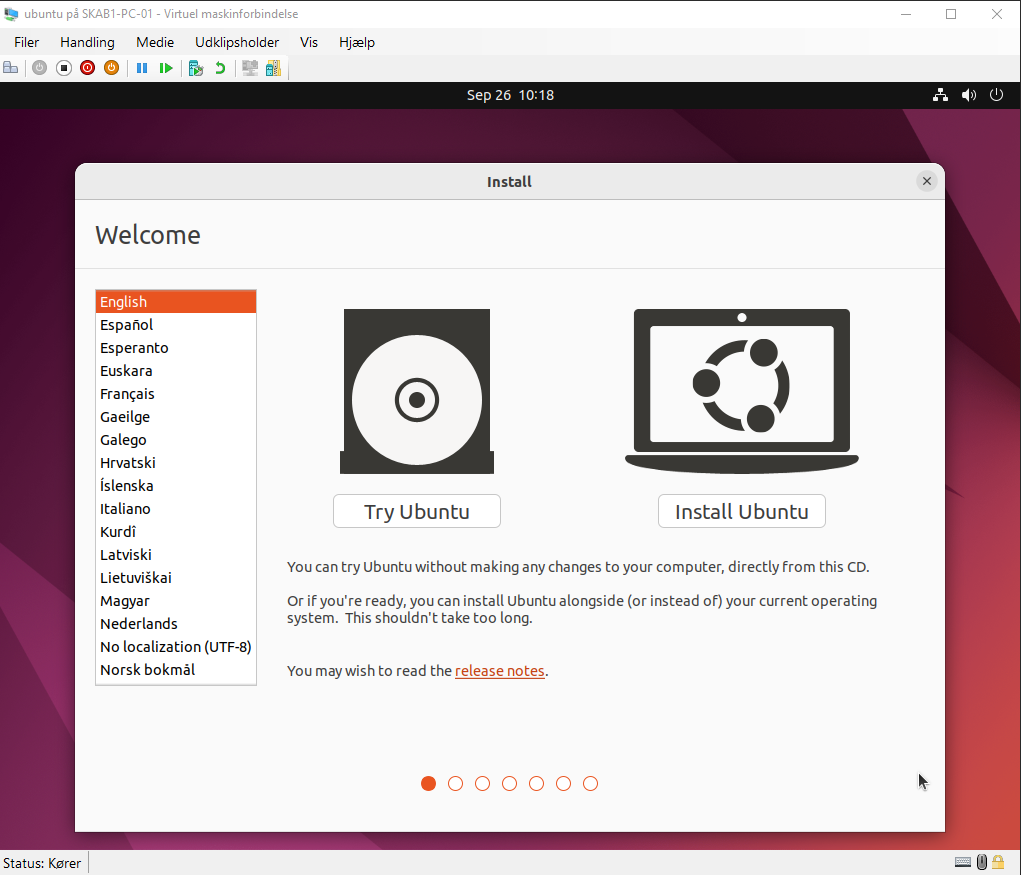 ubuntu på SKAB1-PC-01 - Virtuel maskinforbindelse
Filer Handling Medie Udklipsholder Vis Hjælp
Sep 26 10:18
Install
Welcome
English
Español
Esperanto
Euskara
Français
Gaeilge
Galego
Hrvatski
Íslenska
Italiano
Kurdî
Latviski
Lietuviškai
Magyar
Nederlands
No localization (UTF-8)
Norsk bokmål
Try Ubuntu
Install Ubuntu
You can try Ubuntu without making any changes to your computer, directly from this CD.
Or if you're ready, you can install Ubuntu alongside (or instead of) your current operating
system. This shouldn't take too long.
You may wish to read the release notes.
Status: Kører